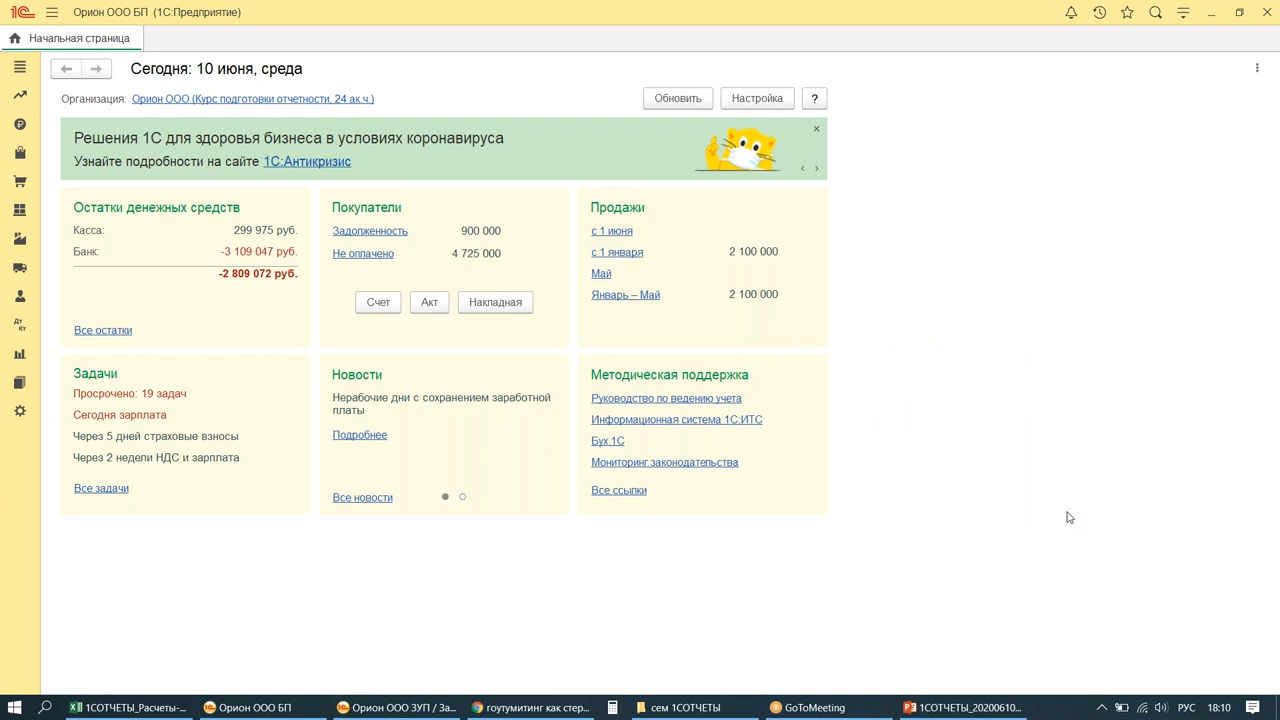 Орион ООО БП (1С:Предприятие)
Начальная страница
Сегодня: 10 июня, среда
Организация: Орион ООО (Курс подготовки отчетности, 24 ак.ч.)
Обновить
Настройка
?
Решения 1С для здоровья бизнеса в условиях коронавируса
Узнайте подробности на сайте 1С:Антикризис
Остатки денежных средств
Касса: 299 975 руб.
Банк: -3 109 047 руб.
-2 809 072 руб.
Все остатки
Покупатели
Задолженность 900 000
Не оплачено 4 725 000
Счет
Акт
Накладная
Продажи
с 1 июня
с 1 января 2 100 000
Май
Январь – Май 2 100 000
Задачи
Просрочено: 19 задач
Сегодня зарплата
Через 5 дней страховые взносы
Через 2 недели НДС и зарплата
Все задачи
Новости
Нерабочие дни с сохранением заработной
платы
Подробнее
Все новости
Методическая поддержка
Руководство по ведению учета
Информационная система 1С:ИТС
Бух.1С
Мониторинг законодательства
Все ссылки
Дт
Кт
1СОТЧЕТЫ_Расчеты-...
Орион ООО БП
Орион ООО ЗУП / За...
гоутумитинг как стер...
сем 1СОТЧЕТЫ
GoToMeeting
1СОТЧЕТЫ_20200610...
РУС
18:10